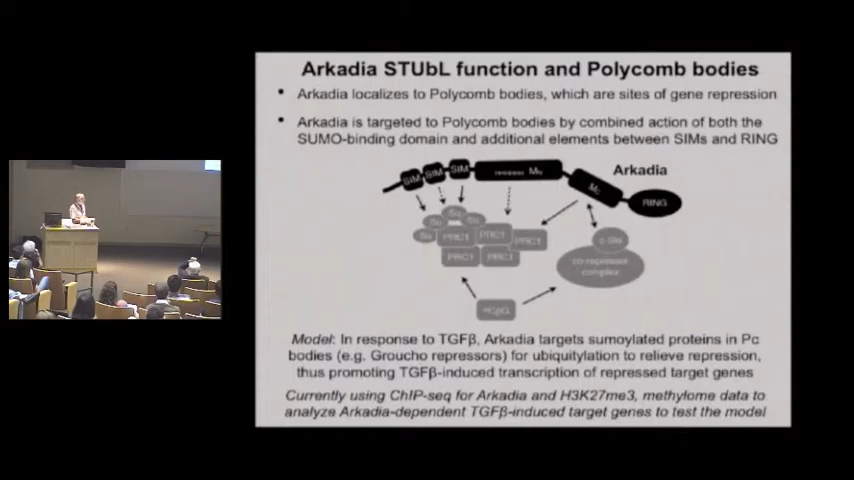 Arkadia STUbL function and Polycomb bodies
• Arkadia localizes to Polycomb bodies, which are sites of gene repression
• Arkadia is targeted to Polycomb bodies by combined action of both the
SUMO-binding domain and additional elements between SIMs and RING
SIM SIM SIM
Arkadia
RING
Su Su Su Su
PRC1 PRC1 PRC1
PRC1 PRC1
c-Ski
co-repressor
complex
Model: In response to TGFβ, Arkadia targets sumoylated proteins in Pc
bodies (e.g. Groucho repressors) for ubiquitylation to relieve repression,
thus promoting TGFβ-induced transcription of repressed target genes
Currently using ChIP-seq for Arkadia and H3K27me3, methylome data to
analyze Arkadia-dependent TGFβ-induced target genes to test the model